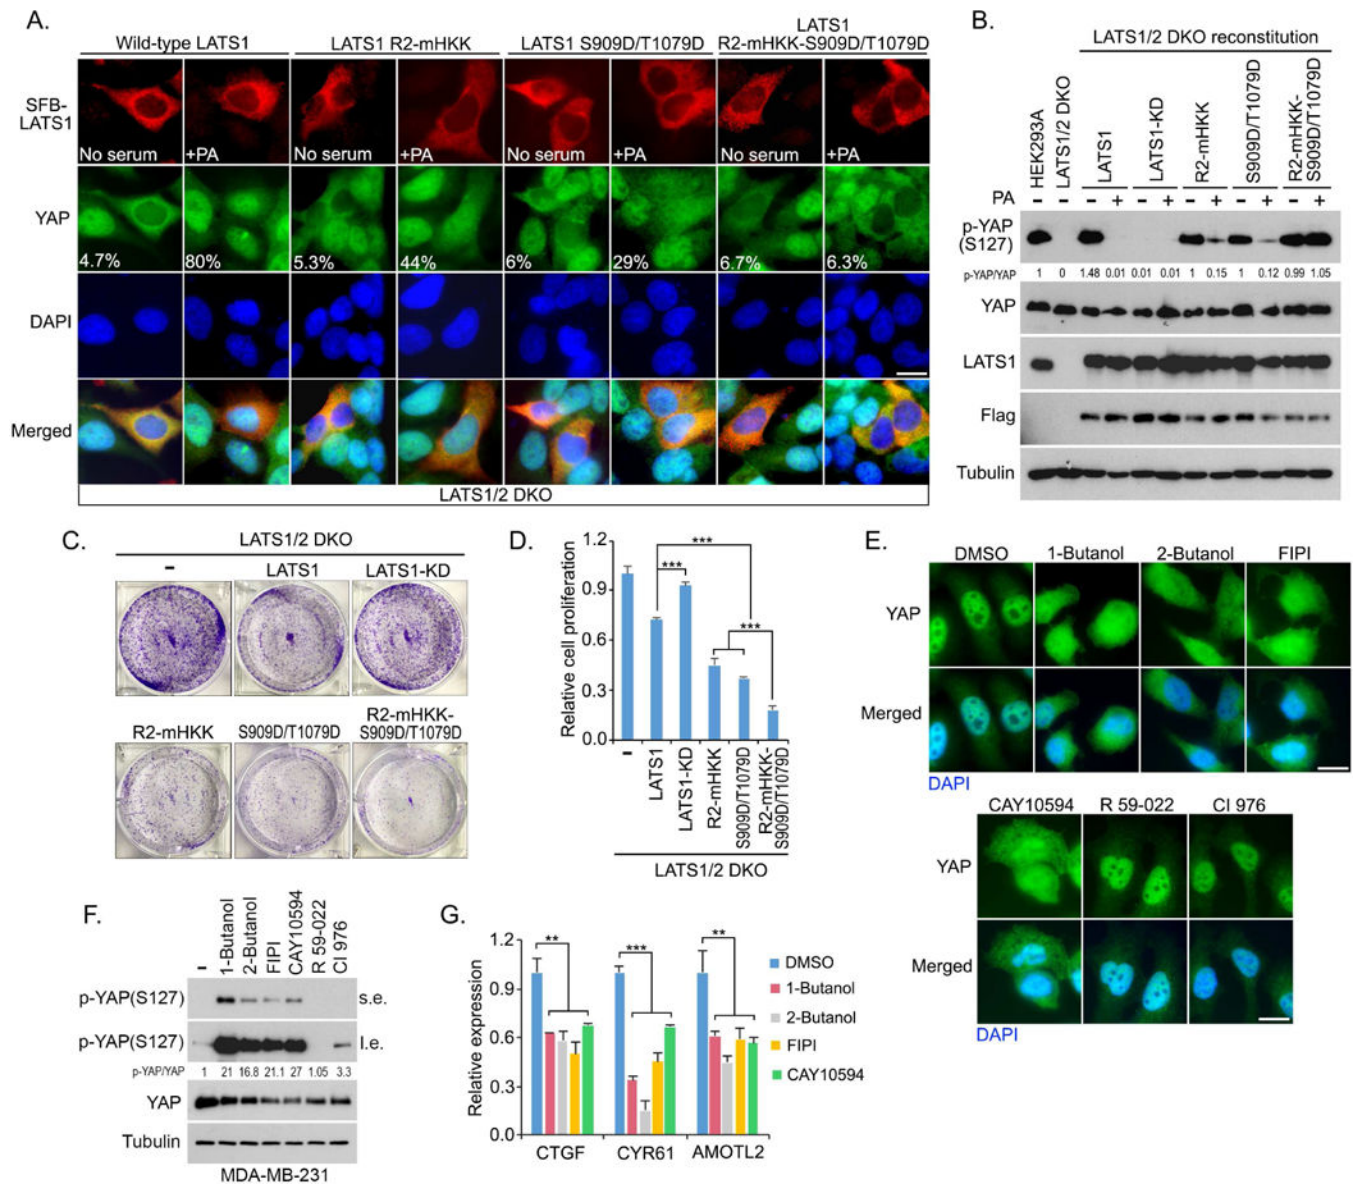 A.
Wild-type LATS1
LATS1 R2-mHKK
LATS1 S909D/T1079D
LATS1
R2-mHKK-S909D/T1079D
SFB-
LATS1
No serum
+PA
No serum
+PA
No serum
+PA
No serum
+PA
YAP
4.7%
80%
5.3%
44%
6%
29%
6.7%
6.3%
DAPI
Merged
LATS1/2 DKO
B.
LATS1/2 DKO reconstitution
HEK293A
LATS1/2 DKO
LATS1
LATS1-KD
R2-mHKK
S909D/T1079D
R2-mHKK-
S909D/T1079D
PA - - - + - + - + - + - +
p-YAP
(S127)
p-YAP/YAP 1 0 1.48 0.01 0.01 0.01 1 0.15 1 0.12 0.99 1.05
YAP
LATS1
Flag
Tubulin
C.
LATS1/2 DKO
-
LATS1
LATS1-KD
R2-mHKK
S909D/T1079D
R2-mHKK-
S909D/T1079D
D.
Relative cell proliferation
1.2
0.9
0.6
0.3
0.0
***
***
***
-
LATS1
LATS1-KD
R2-mHKK
S909D/T1079D
R2-mHKK-
S909D/T1079D
LATS1/2 DKO
E.
DMSO
1-Butanol
2-Butanol
FIPI
YAP
Merged
DAPI
CAY10594
R 59-022
CI 976
YAP
Merged
DAPI
F.
-
1-Butanol
2-Butanol
FIPI
CAY10594
R 59-022
CI 976
p-YAP(S127)
s.e.
p-YAP(S127)
l.e.
p-YAP/YAP 1 21 16.8 21.1 27 1.05 3.3
YAP
Tubulin
MDA-MB-231
G.
Relative expression
1.2
0.9
0.6
0.3
0.0
**
***
**
CTGF
CYR61
AMOTL2
DMSO
1-Butanol
2-Butanol
FIPI
CAY10594